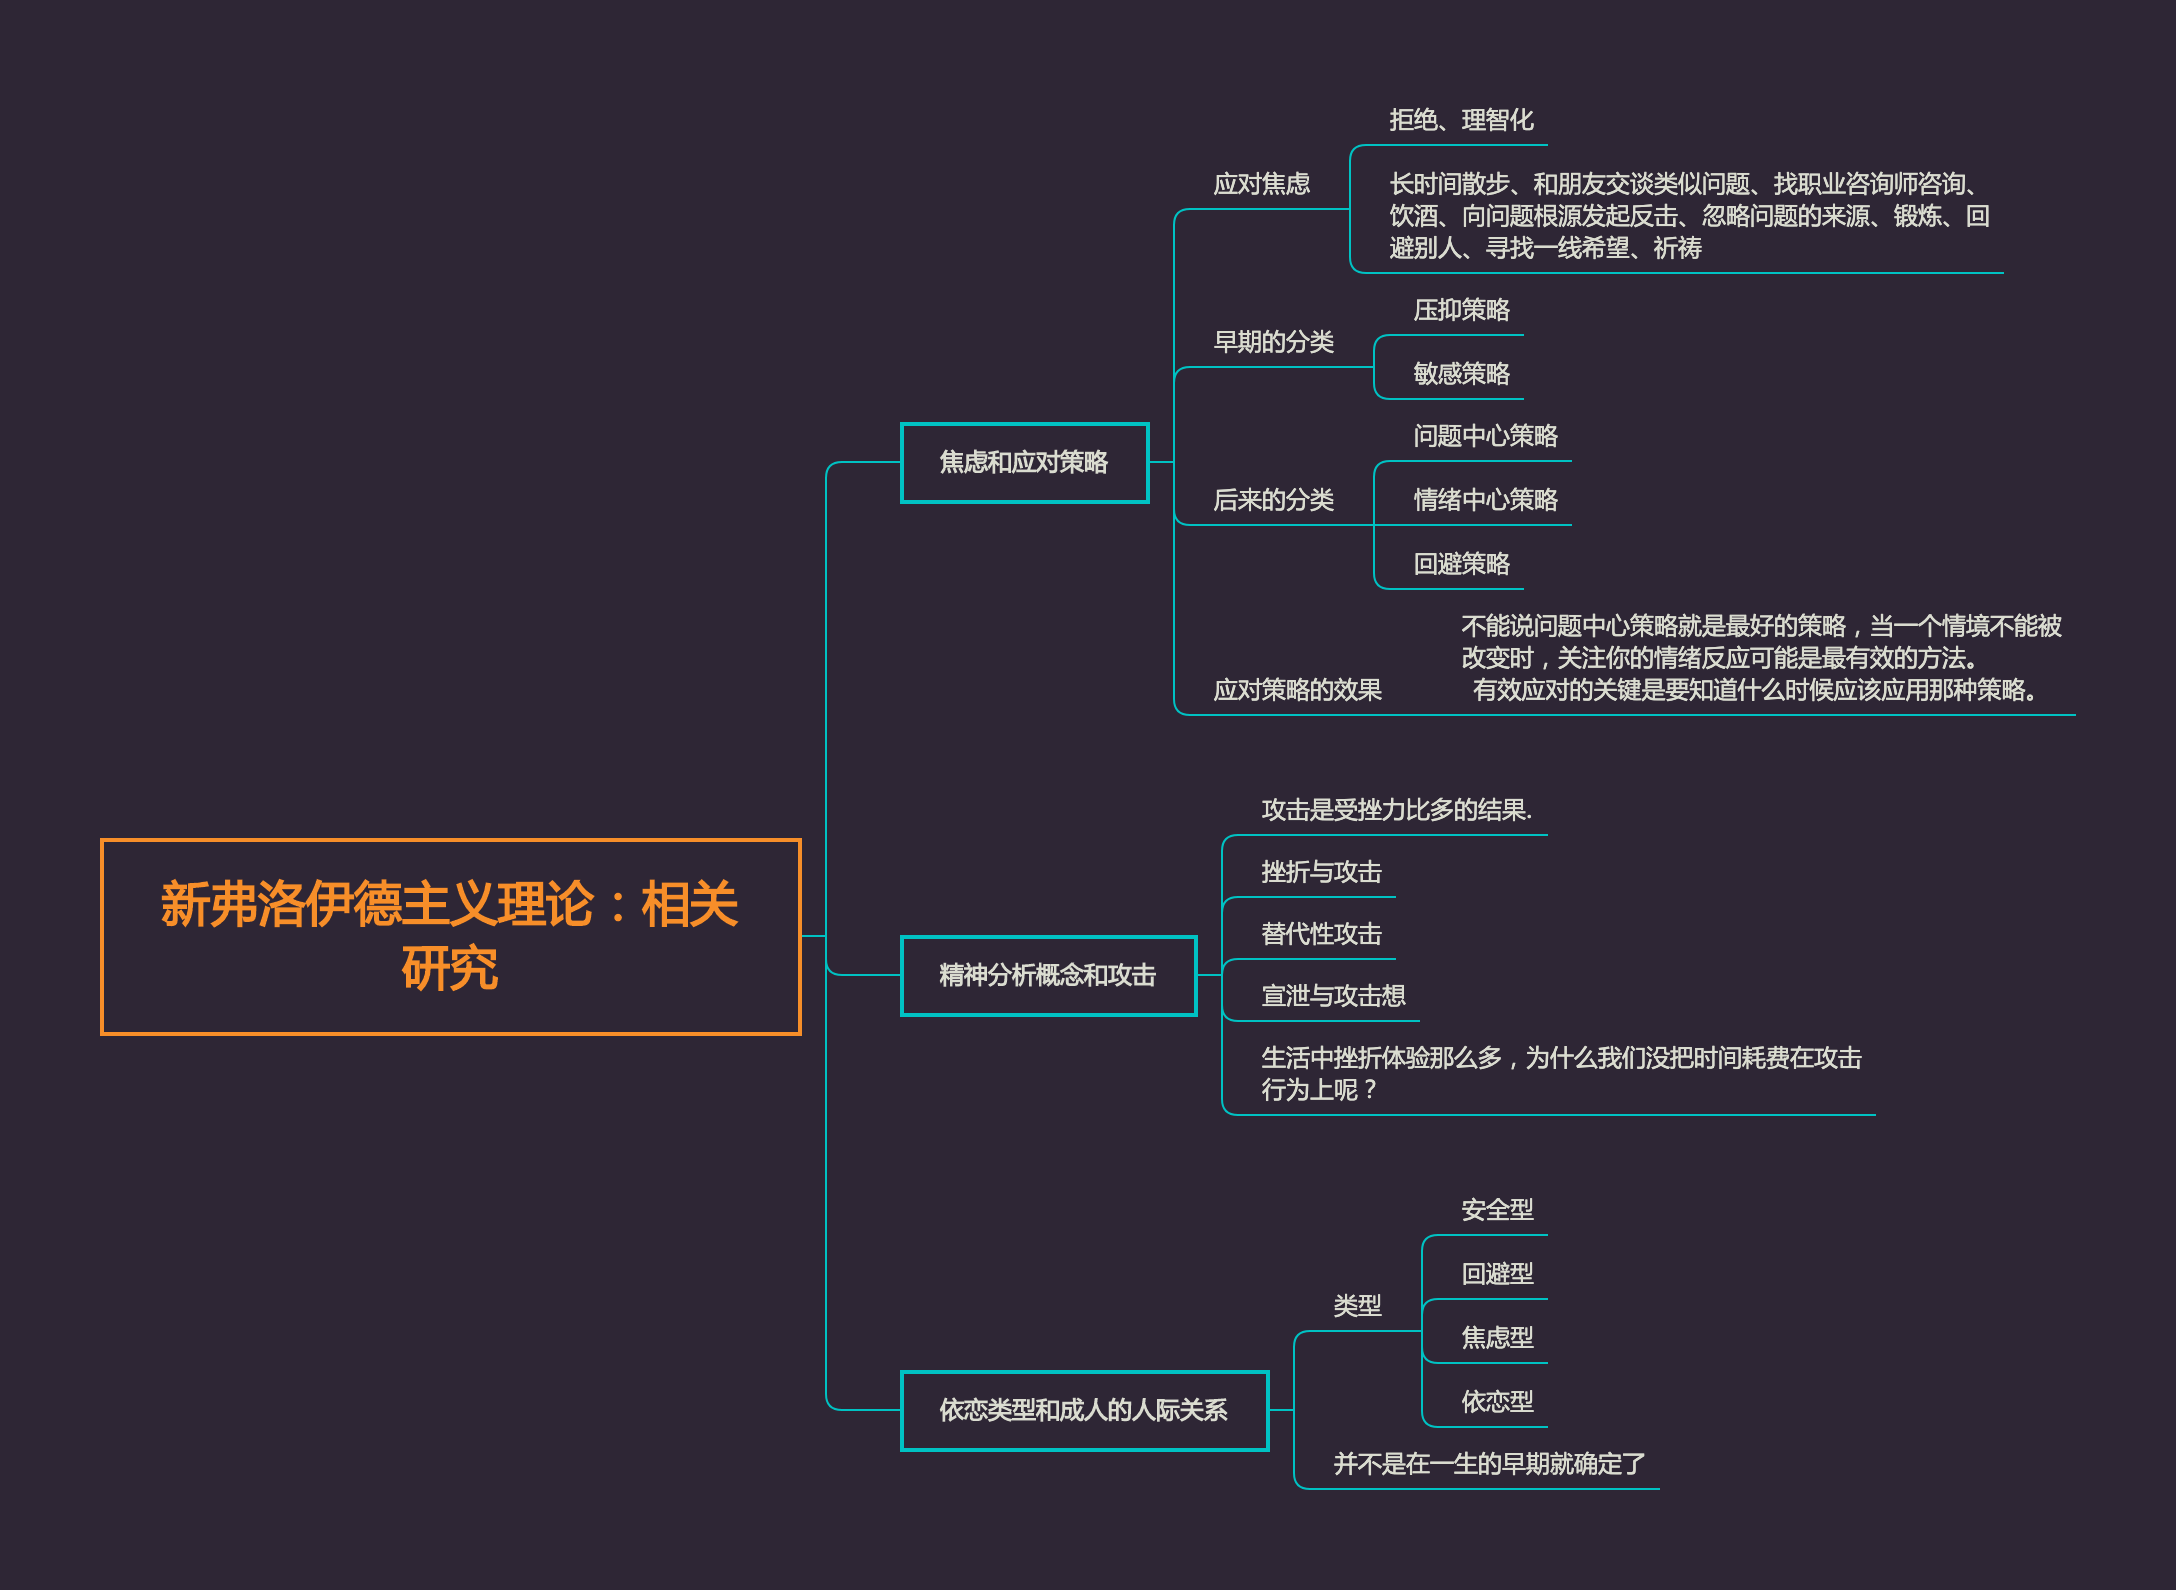 新弗洛伊德主义理论：相关
研究
焦虑和应对策略
应对焦虑
拒绝、理智化
长时间散步、和朋友交谈类似问题、找职业咨询师咨询、
饮酒、向问题根源发起反击、忽略问题的来源、锻炼、回
避别人、寻找一线希望、祈祷
早期的分类
压抑策略
敏感策略
后来的分类
问题中心策略
情绪中心策略
回避策略
应对策略的效果
不能说问题中心策略就是最好的策略，当一个情境不能被
改变时，关注你的情绪反应可能是最有效的方法。
有效应对的关键是要知道什么时候应该应用那种策略。
精神分析概念和攻击
攻击是受挫力比多的结果.
挫折与攻击
替代性攻击
宣泄与攻击想
生活中挫折体验那么多，为什么我们没把时间耗费在攻击
行为上呢？
依恋类型和成人的人际关系
类型
安全型
回避型
焦虑型
依恋型
并不是在一生的早期就确定了